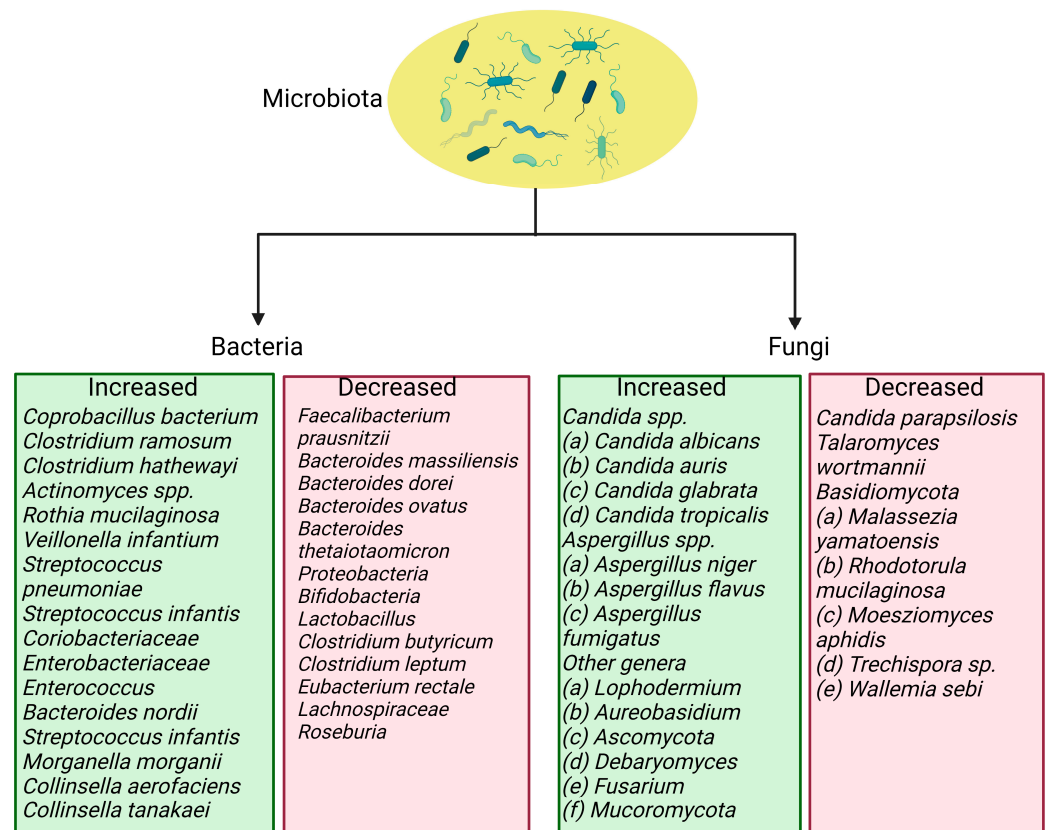 Microbiota
Bacteria
Increased
Coprobacillus bacterium
Clostridium ramosum
Clostridium hathewayi
Actinomyces spp.
Rothia mucilaginosa
Veillonella infantium
Streptococcus
pneumoniae
Streptococcus infantis
Coriobacteriaceae
Enterobacteriaceae
Enterococcus
Bacteroides nordii
Streptococcus infantis
Morganella morganii
Collinsella aerofaciens
Collinsella tanakaei
Decreased
Faecalibacterium
prausnitzii
Bacteroides massiliensis
Bacteroides dorei
Bacteroides ovatus
Bacteroides
thetaiotaomicron
Proteobacteria
Bifidobacteria
Lactobacillus
Clostridium butyricum
Clostridium leptum
Eubacterium rectale
Lachnospiraceae
Roseburia
Fungi
Increased
Candida spp.
(a) Candida albicans
(b) Candida auris
(c) Candida glabrata
(d) Candida tropicalis
Aspergillus spp.
(a) Aspergillus niger
(b) Aspergillus flavus
(c) Aspergillus
fumigatus
Other genera
(a) Lophodermium
(b) Aureobasidium
(c) Ascomycota
(d) Debaryomyces
(e) Fusarium
(f) Mucoromycota
Decreased
Candida parapsilosis
Talaromyces
wortmannii
Basidiomycota
(a) Malassezia
yamatoensis
(b) Rhodotorula
mucilaginosa
(c) Moesziomyces
aphidis
(d) Trechispora sp.
(e) Wallemia sebi